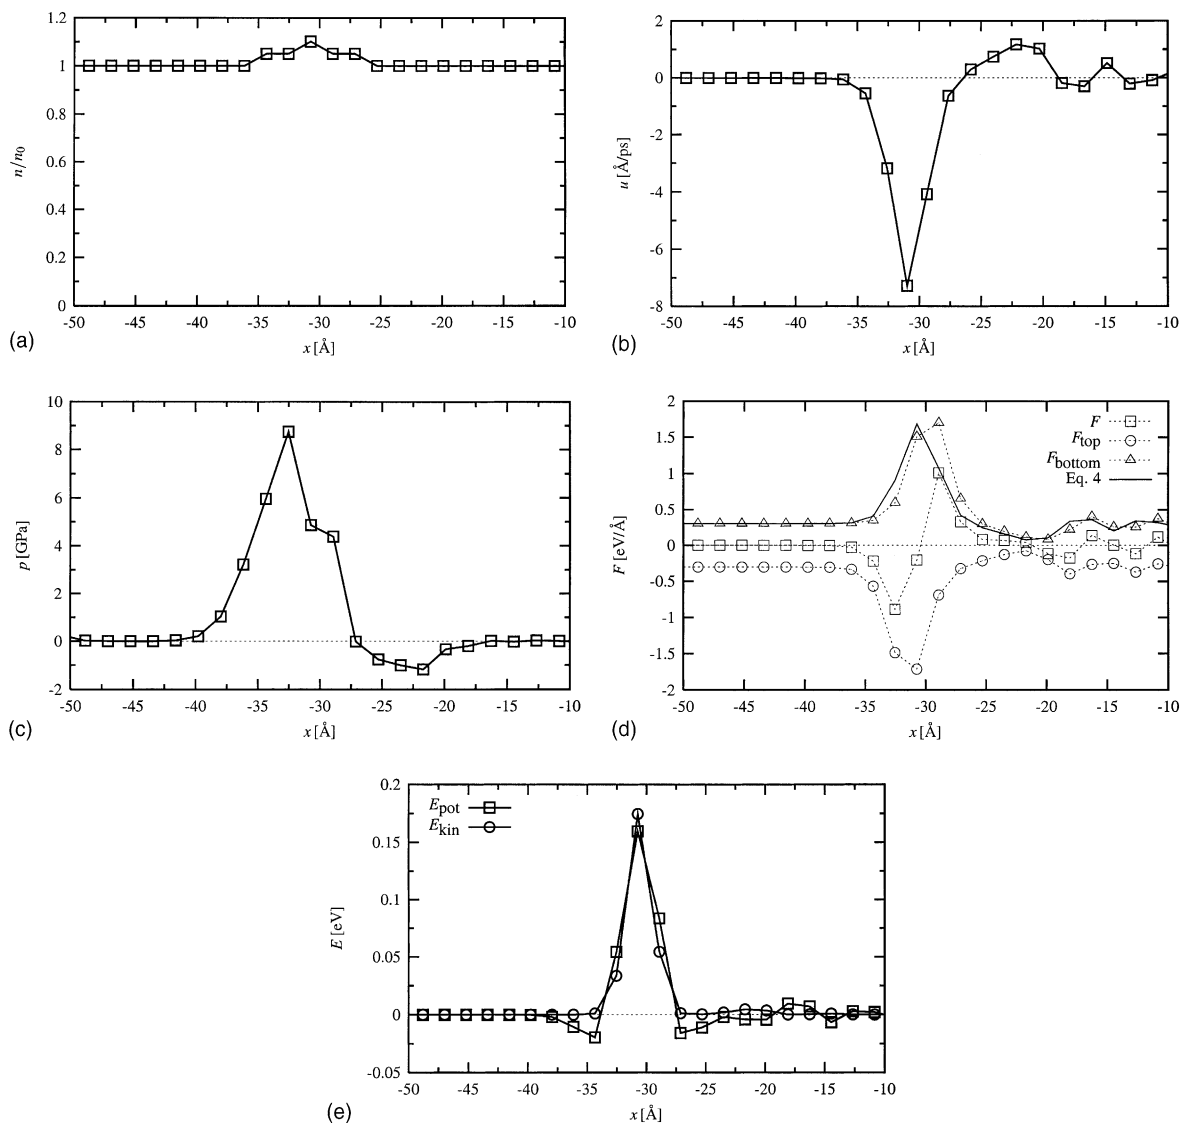 1.2
1
0.8
0.6
0.4
0.2
0
n/n0
-50 -45 -40 -35 -30 -25 -20 -15 -10
x [Å]
(a)
2
0
-2
-4
-6
-8
u [Å/ps]
-50 -45 -40 -35 -30 -25 -20 -15 -10
x [Å]
(b)
10
8
6
4
2
0
-2
p [GPa]
-50 -45 -40 -35 -30 -25 -20 -15 -10
x [Å]
(c)
2
1.5
1
0.5
0
-0.5
-1
-1.5
-2
F [eV/Å]
F
Ftop
Fbottom
Eq. 4
-50 -45 -40 -35 -30 -25 -20 -15 -10
x [Å]
(d)
0.2
0.15
0.1
0.05
0
-0.05
E [eV]
Epot
Ekin
-50 -45 -40 -35 -30 -25 -20 -15 -10
x [Å]
(e)